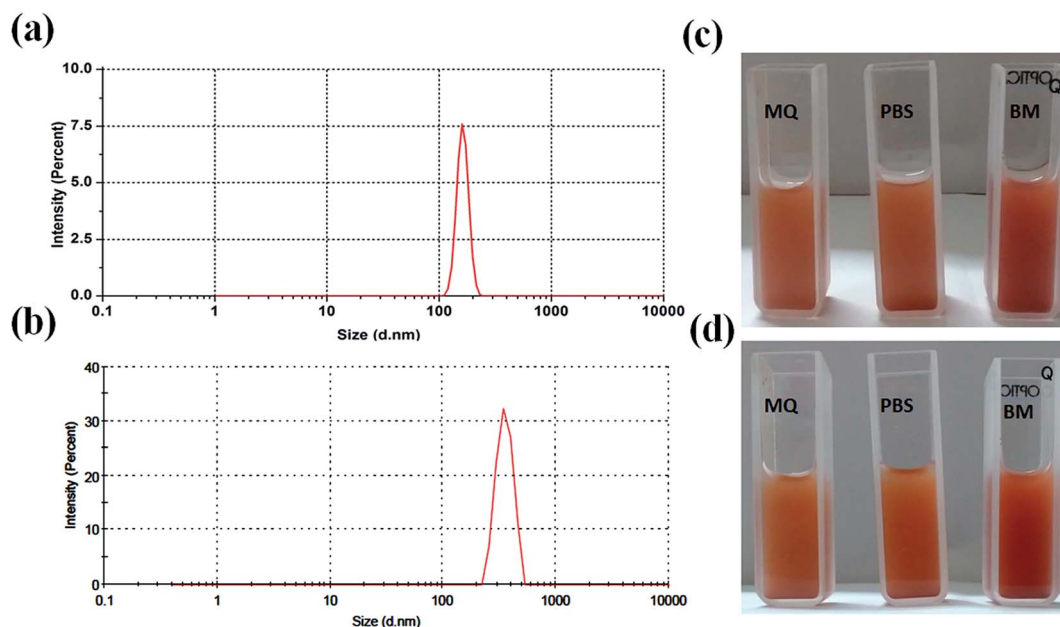 (a)
10.0
7.5
5.0
2.5
0.0
Intensity (Percent)
0.1 1 10 100 1000 10000
Size (d.nm)
(b)
40
30
20
10
0
Intensity (Percent)
0.1 1 10 100 1000 10000
Size (d.nm)
(c)
MQ
PBS
OPTIC
Q
BM
(d)
MQ
PBS
Q
OPTIC
BM